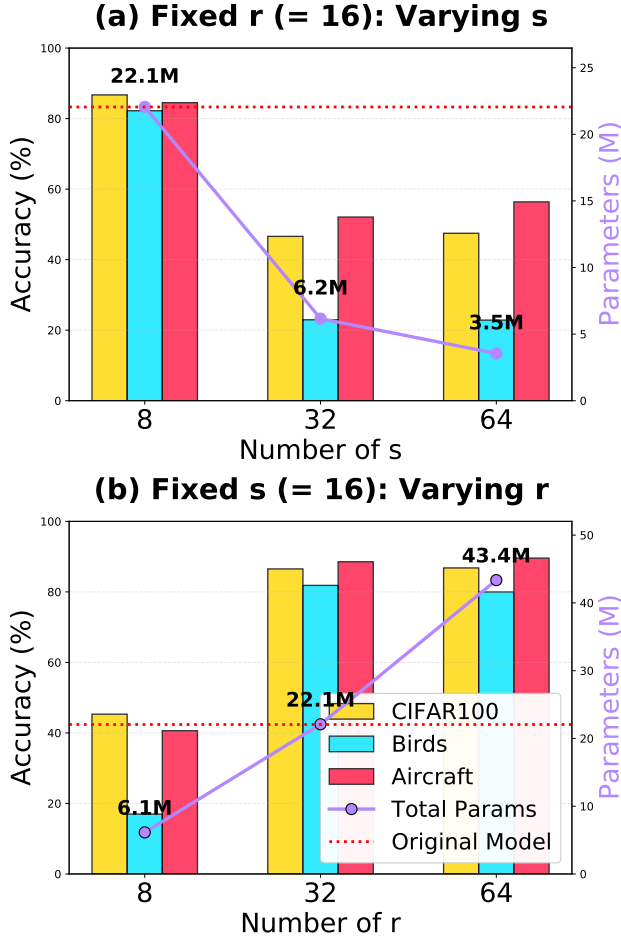 (a) Fixed r (= 16): Varying s
100
80
60
40
20
0
Accuracy (%)
22.1M
6.2M
3.5M
25
20
15
10
5
0
Parameters (M)
8 32 64
Number of s
(b) Fixed s (= 16): Varying r
100
80
60
40
20
0
Accuracy (%)
6.1M
22.1M
43.4M
50
40
30
20
10
0
Parameters (M)
CIFAR100
Birds
Aircraft
Total Params
Original Model
8 32 64
Number of r